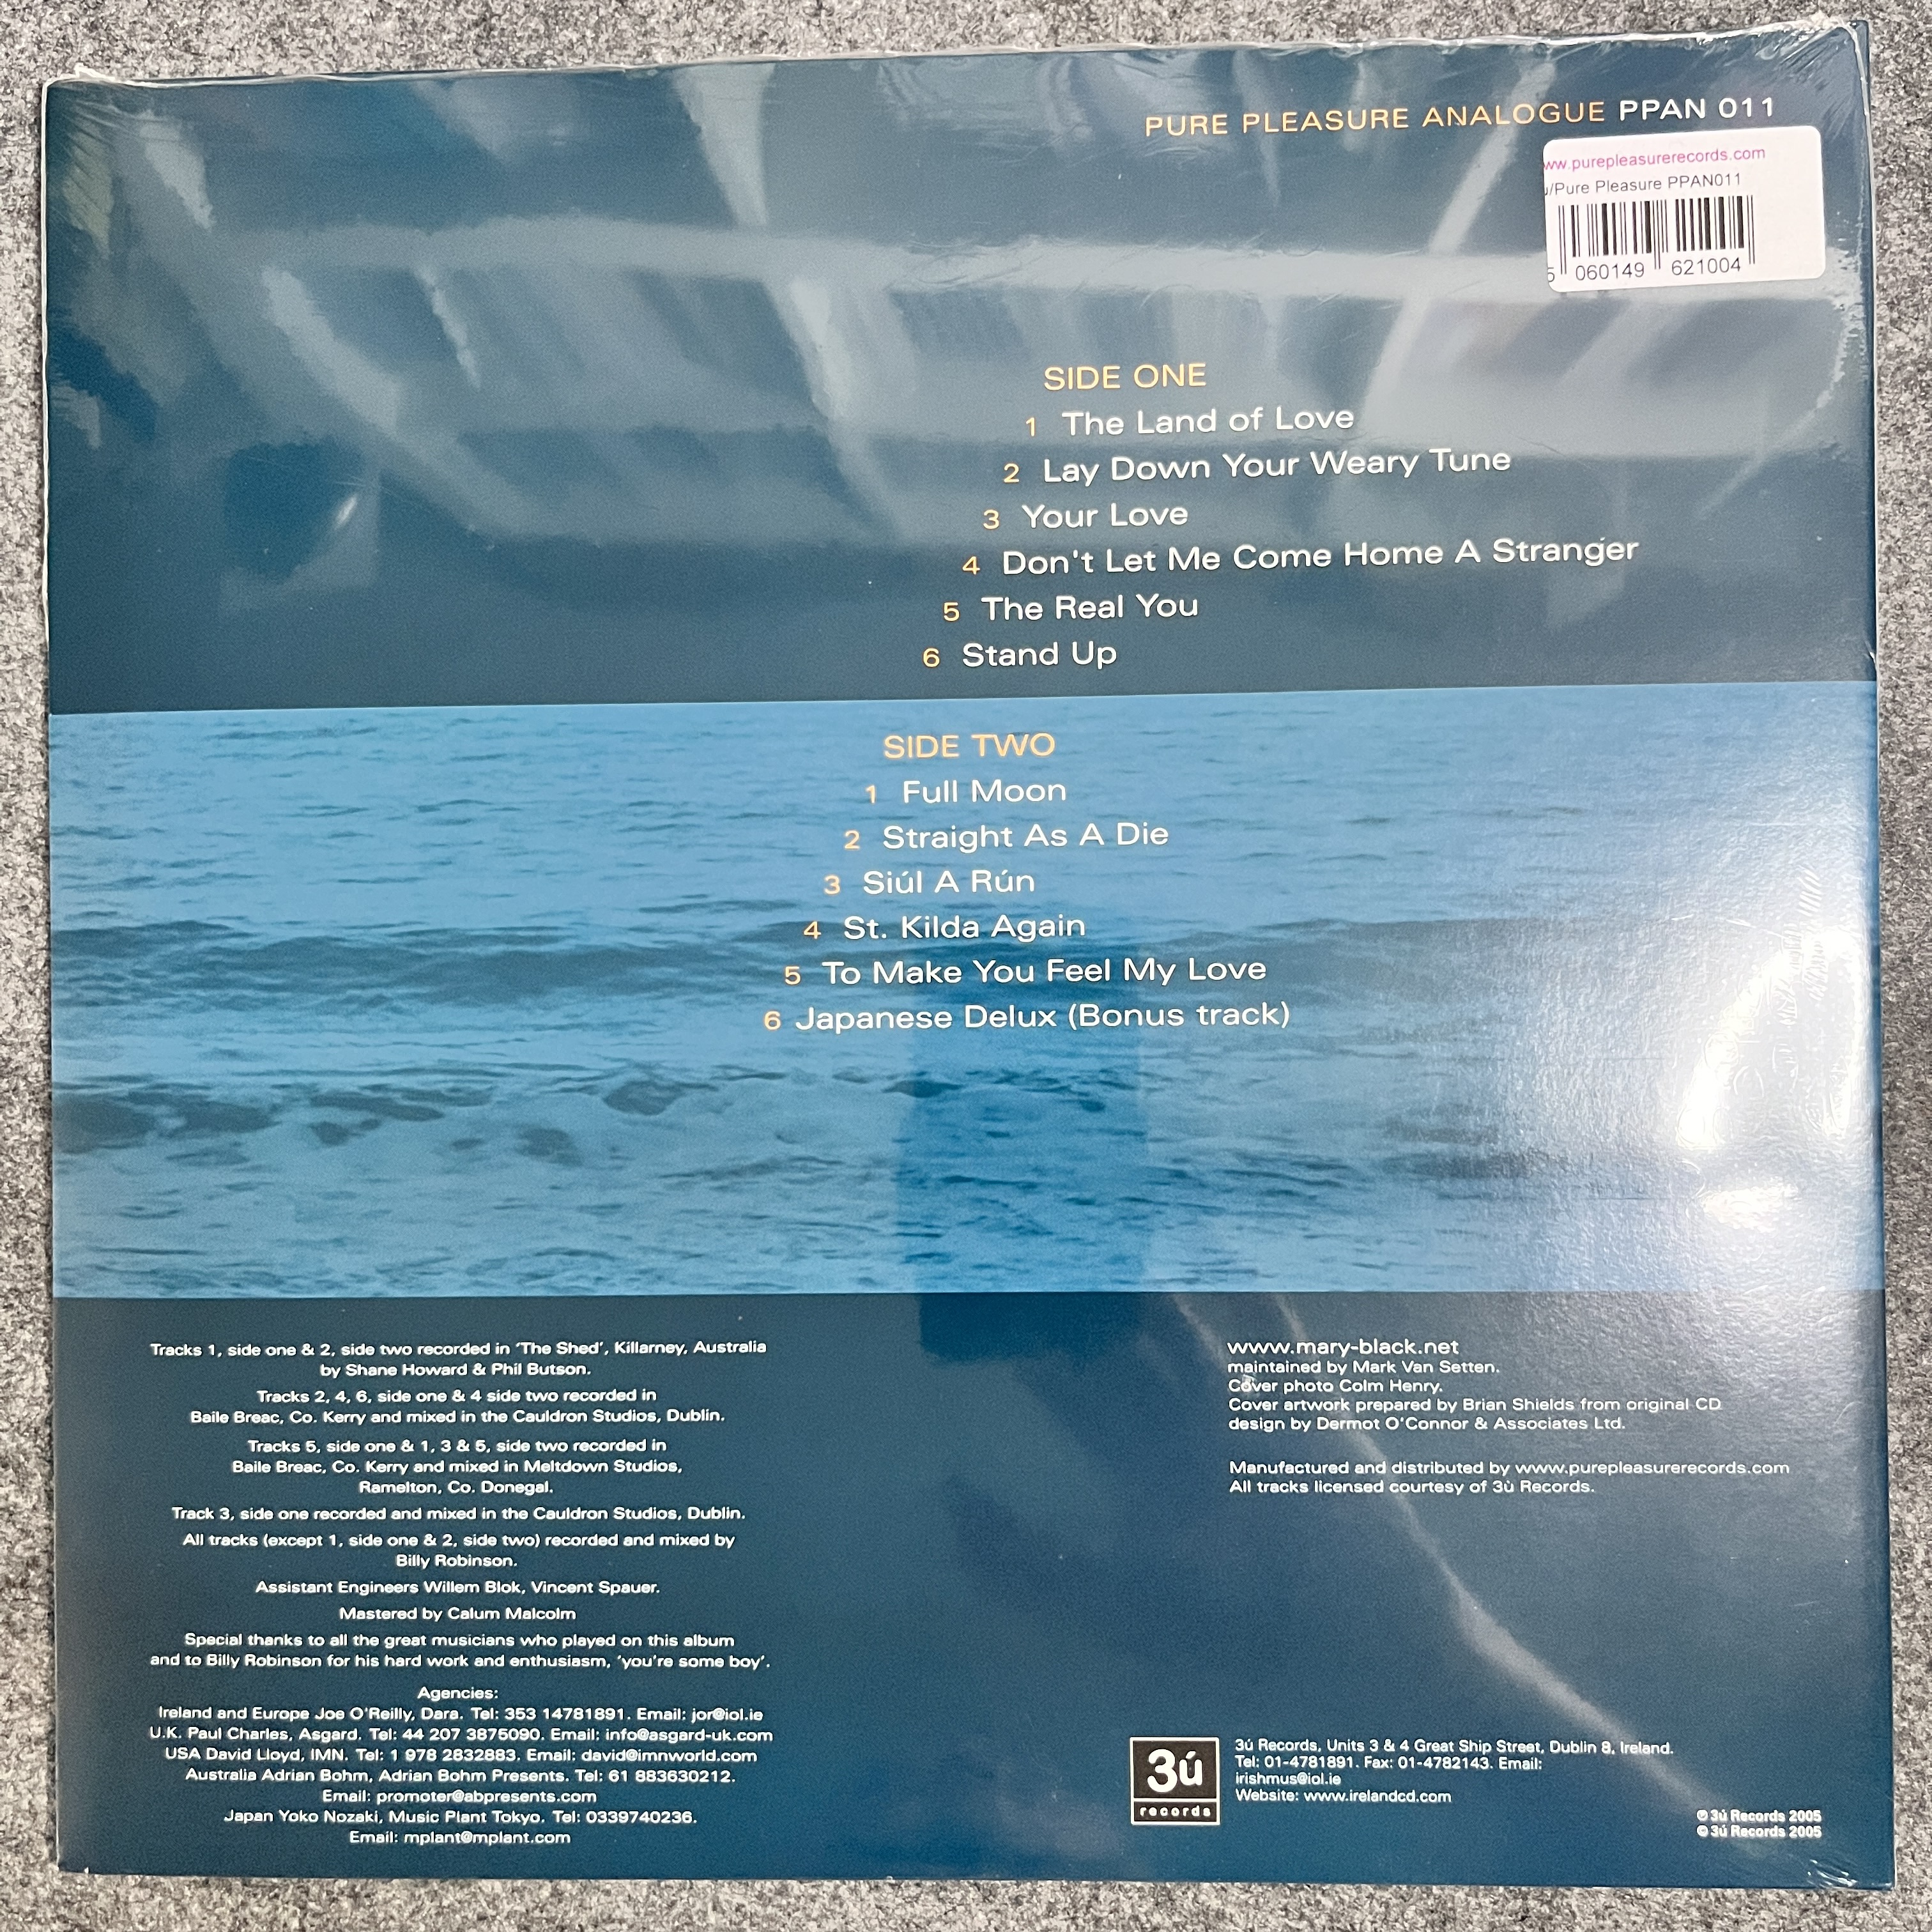 PURE PLEASURE ANALOGUE PPAN 011
ww.purepleasurerecords.com
/Pure Pleasure PPAN011
5 060149 621004
SIDE ONE
1 The Land of Love
2 Lay Down Your Weary Tune
3 Your Love
4 Don't Let Me Come Home A Stranger
5 The Real You
6 Stand Up
SIDE TWO
1 Full Moon
2 Straight As A Die
3 Siúl A Rún
4 St. Kilda Again
5 To Make You Feel My Love
6 Japanese Delux (Bonus track)
Tracks 1, side one & 2, side two recorded in 'The Shed', Killarney, Australia
by Shane Howard & Phil Butson.
Tracks 2, 4, 6, side one & 4 side two recorded in
Baile Breac, Co. Kerry and mixed in the Cauldron Studios, Dublin.
Tracks 5, side one & 1, 3 & 5, side two recorded in
Baile Breac, Co. Kerry and mixed in Meltdown Studios,
Ramelton, Co. Donegal.
Track 3, side one recorded and mixed in the Cauldron Studios, Dublin.
All tracks (except 1, side one & 2, side two) recorded and mixed by
Billy Robinson.
Assistant Engineers Willem Blok, Vincent Spauer.
Mastered by Calum Malcolm
Special thanks to all the great musicians who played on this album
and to Billy Robinson for his hard work and enthusiasm, 'you're some boy'.
Agencies:
Ireland and Europe Joe O'Reilly, Dara. Tel: 353 14781891. Email: jor@iol.ie
U.K. Paul Charles, Asgard. Tel: 44 207 3875090. Email: info@asgard-uk.com
USA David Lloyd, IMN. Tel: 1 978 2832883. Email: david@imnworld.com
Australia Adrian Bohm, Adrian Bohm Presents. Tel: 61 883630212.
Email: promoter@abpresents.com
Japan Yoko Nozaki, Music Plant Tokyo. Tel: 0339740236.
Email: mplant@mplant.com
www.mary-black.net
maintained by Mark Van Setten.
Cover photo Colm Henry.
Cover artwork prepared by Brian Shields from original CD
design by Dermot O'Connor & Associates Ltd.
Manufactured and distributed by www.purepleasurerecords.com
All tracks licensed courtesy of 3ù Records.
3ú
records
3ú Records, Units 3 & 4 Great Ship Street, Dublin 8, Ireland.
Tel: 01-4781891. Fax: 01-4782143. Email:
irishmus@iol.ie
Website: www.irelandcd.com
℗ 3ú Records 2005
© 3ú Records 2005